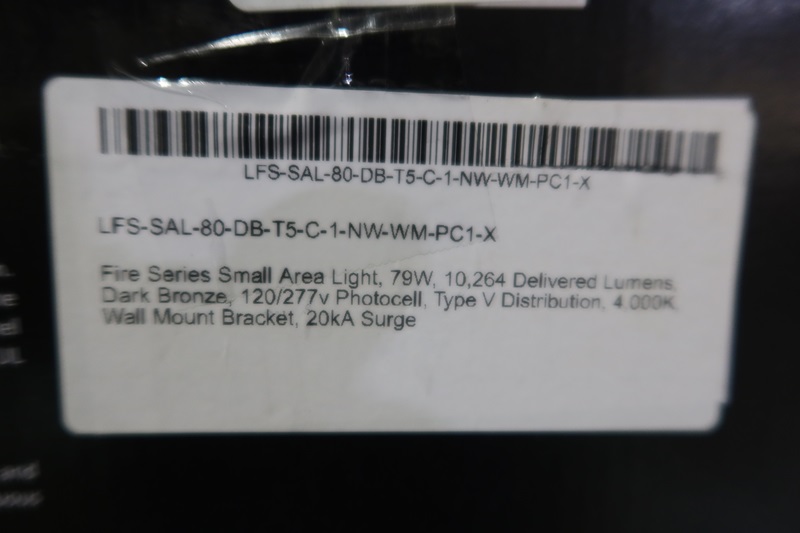 LFS-SAL-80-DB-T5-C-1-NW-WM-PC1-X
LFS-SAL-80-DB-T5-C-1-NW-WM-PC1-X
Fire Series Small Area Light, 79W, 10,264 Delivered Lumens,
Dark Bronze, 120/277v Photocell, Type V Distribution, 4,000K,
Wall Mount Bracket, 20kA Surge
and